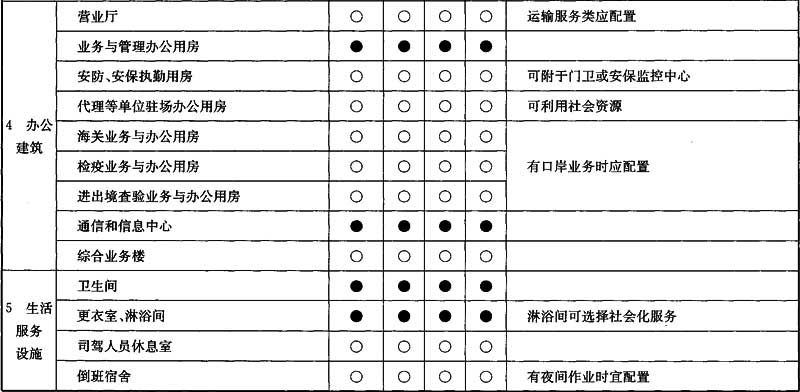 营业厅 ○ ○ ○ ○ 运输服务类应配置
业务与管理办公用房 ● ● ● ●
安防、安保执勤用房 ○ ○ ○ ○ 可附于门卫或安保监控中心
代理等单位驻场办公用房 ○ ○ ○ ○ 可利用社会资源
4 办公
建筑
海关业务与办公用房 ○ ○ ○ ○
检疫业务与办公用房 ○ ○ ○ ○ 有口岸业务时应配置
进出境查验业务与办公用房 ○ ○ ○ ○
通信和信息中心 ● ● ● ●
综合业务楼 ○ ○ ○ ○
5 生活
服务
设施
卫生间 ● ● ● ●
更衣室、淋浴间 ● ● ● ● 淋浴间可选择社会化服务
司驾人员休息室 ○ ○ ○ ○
倒班宿舍 ○ ○ ○ ○ 有夜间作业时宜配置